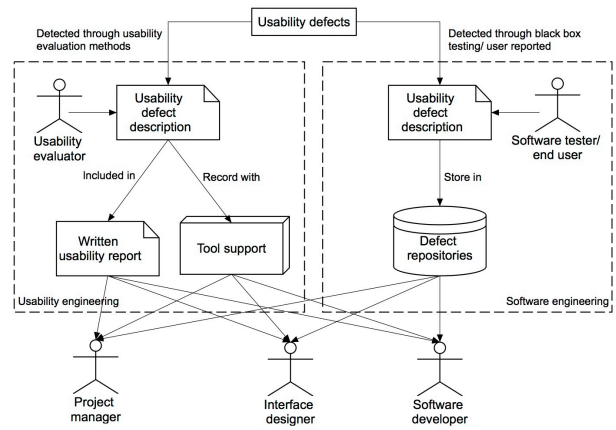 Usability defects
Detected through usability
evaluation methods
Detected through black box
testing/ user reported
Usability
defect
description
Usability
evaluator
Usability
defect
description
Software tester/
end user
Included in
Record with
Store in
Written
usability report
Tool support
Defect
repositories
Usability engineering
Software engineering
Project
manager
Interface
designer
Software
developer